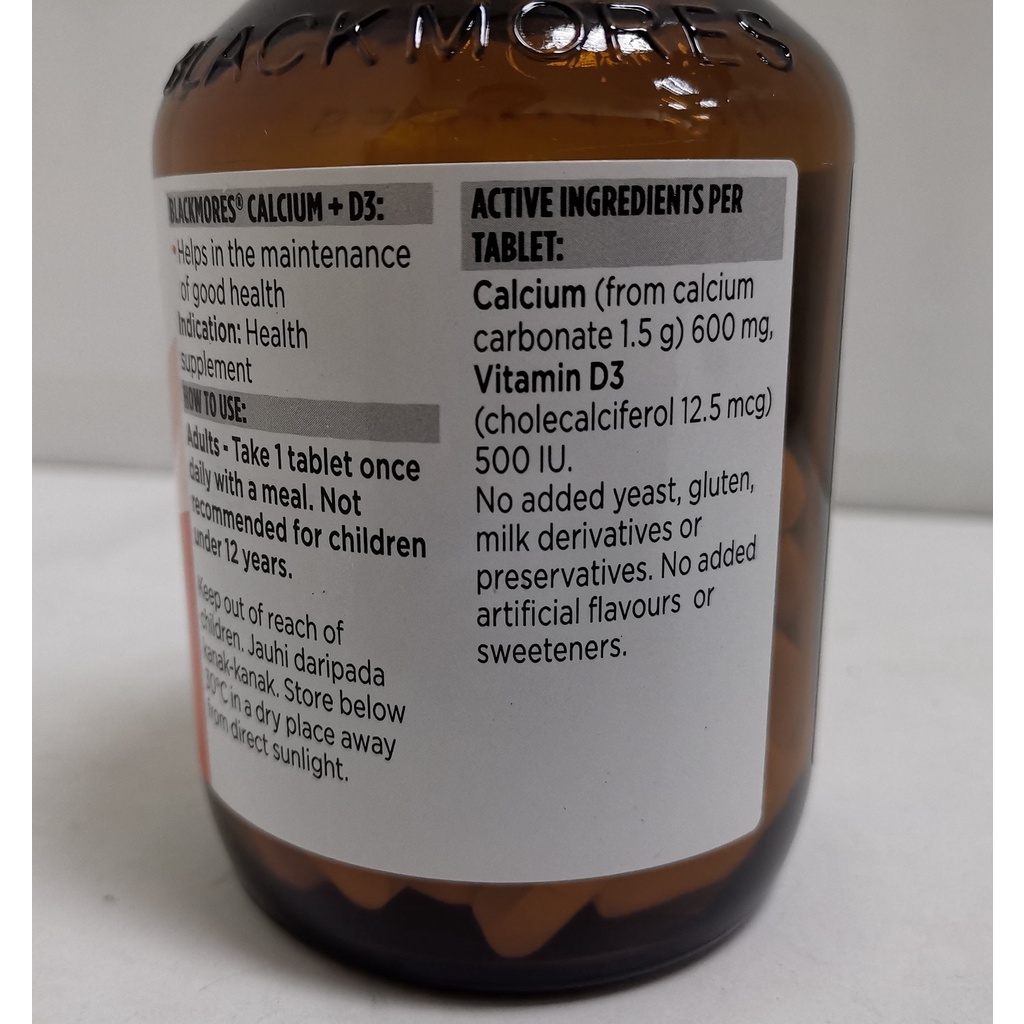 BLACKMORES
BLACKMORES® CALCIUM + D3:
•Helps in the maintenance
of good health
Indication: Health
supplement
HOW TO USE:
Adults - Take 1 tablet once
daily with a meal. Not
recommended for children
under 12 years.
Keep out of reach of
children. Jauhi daripada
kanak-kanak. Store below
30°C in a dry place away
from direct sunlight.
ACTIVE INGREDIENTS PER
TABLET:
Calcium (from calcium
carbonate 1.5 g) 600 mg,
Vitamin D3
(cholecalciferol 12.5 mcg)
500 IU.
No added yeast, gluten,
milk derivatives or
preservatives. No added
artificial flavours or
sweeteners.